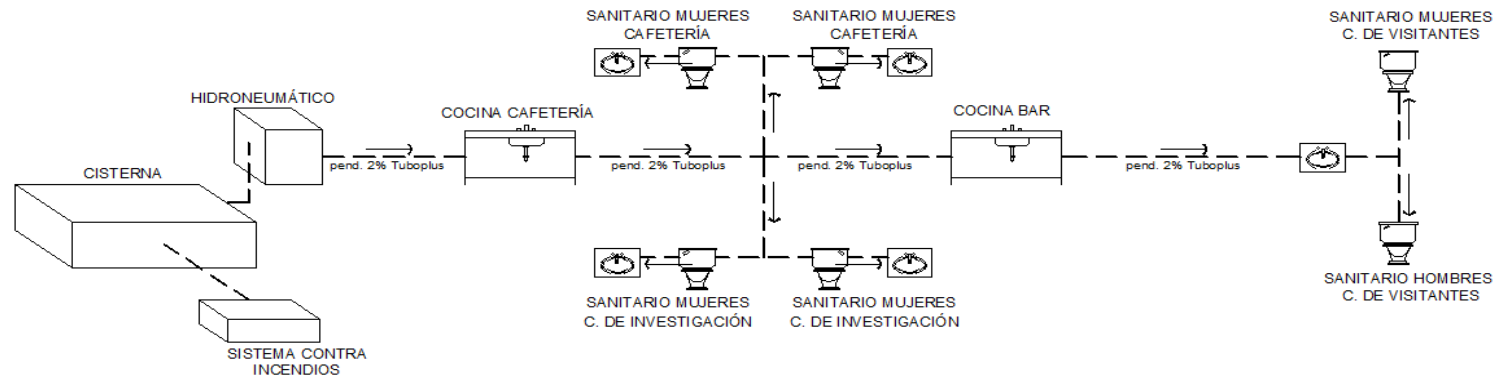 SANITARIO MUJERES
CAFETERÍA
SANITARIO MUJERES
CAFETERÍA
SANITARIO MUJERES
C. DE VISITANTES
HIDRONEUMÁTICO
COCINA CAFETERÍA
COCINA BAR
pend. 2% Tuboplus
pend. 2% Tuboplus
pend. 2% Tuboplus
pend. 2% Tuboplus
CISTERNA
SANITARIO HOMBRES
C. DE VISITANTES
SANITARIO MUJERES
C. DE INVESTIGACIÓN
SANITARIO MUJERES
C. DE INVESTIGACIÓN
SISTEMA CONTRA
INCENDIOS